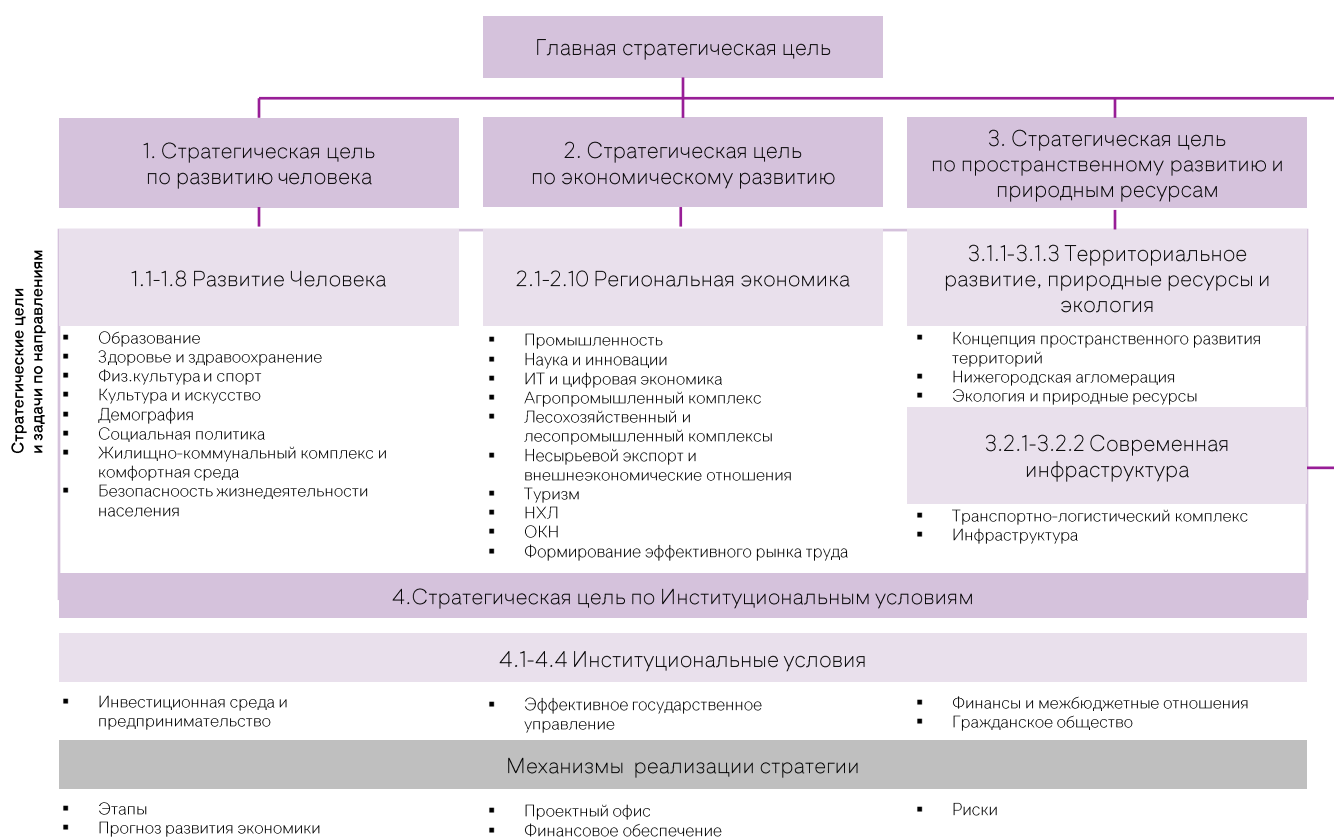 Главная стратегическая цель
1. Стратегическая цель
по развитию человека
2. Стратегическая цель
по экономическому развитию
3. Стратегическая цель
по пространственному развитию и
природным ресурсам
Стратегические цели
и задачи по направлениям
1.1-1.8 Развитие Человека
▪ Образование
▪ Здоровье и здравоохранение
▪ Физ.культура и спорт
▪ Культура и искусство
▪ Демография
▪ Социальная политика
▪ Жилищно-коммунальный комплекс и
комфортная среда
▪ Безопасноость жизнедеятельности
населения
2.1-2.10 Региональная экономика
▪ Промышленность
▪ Наука и инновации
▪ ИТ и цифровая экономика
▪ Агропромышленный комплекс
▪ Лесохозяйственный и
лесопромышленный комплексы
▪ Несырьевой экспорт и
внешнеэкономические отношения
▪ Туризм
▪ НХЛ
▪ ОКН
▪ Формирование эффективного рынка труда
3.1.1-3.1.3 Территориальное
развитие, природные ресурсы и
экология
▪ Концепция пространственного развития
территорий
▪ Нижегородская агломерация
▪ Экология и природные ресурсы
3.2.1-3.2.2 Современная
инфраструктура
▪ Транспортно-логистический комплекс
▪ Инфраструктура
4.Стратегическая цель по Институциональным условиям
4.1-4.4 Институциональные условия
▪ Инвестиционная среда и
предпринимательство
▪ Эффективное государственное
управление
▪ Финансы и межбюджетные отношения
▪ Гражданское общество
Механизмы реализации стратегии
▪ Этапы
▪ Прогноз развития экономики
▪ Проектный офис
▪ Финансовое обеспечение
▪ Риски